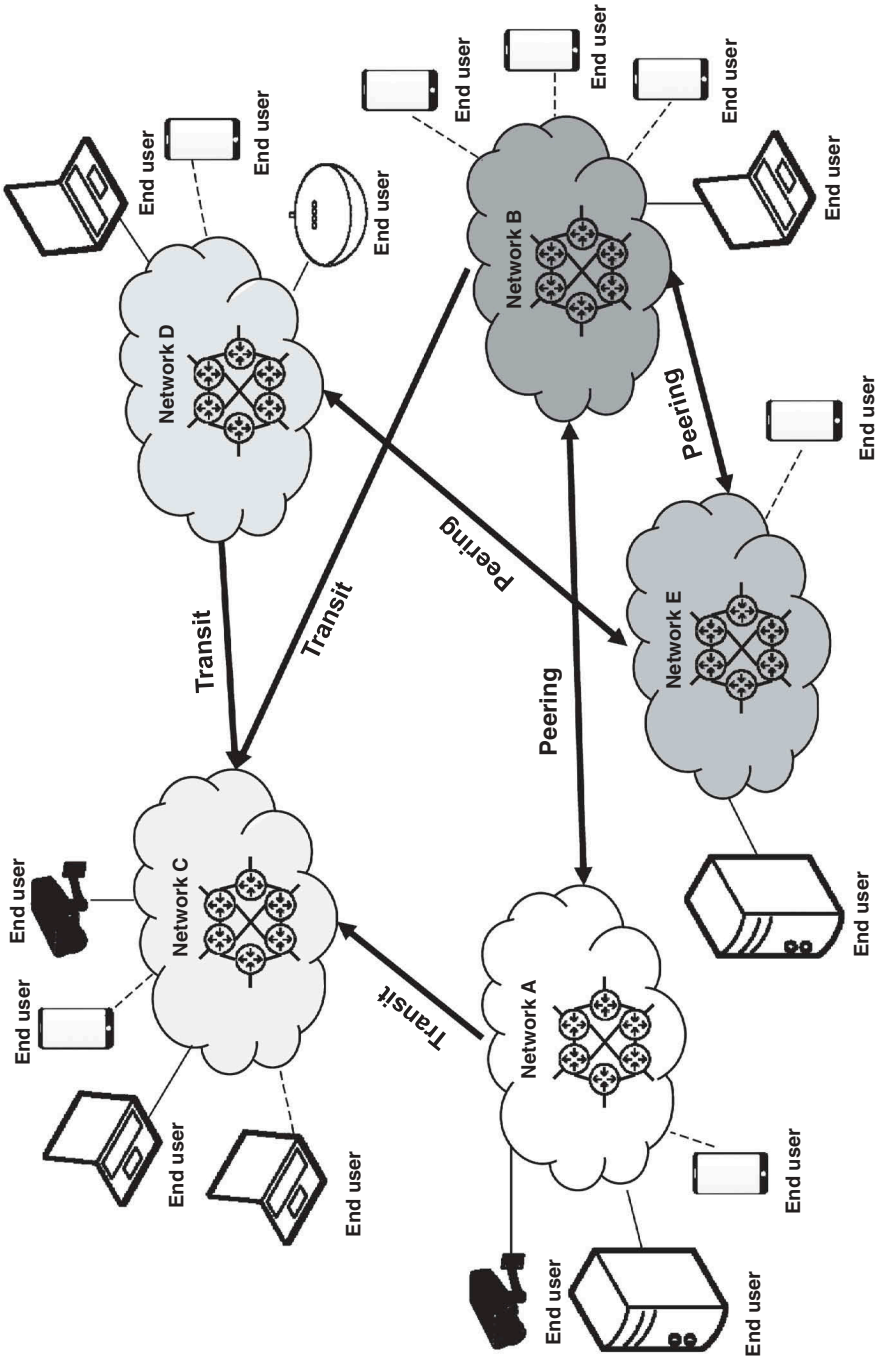 End user
End user
End user
End user
Network C
Network D
Transit
End user
End user
Transit
End user
End user
Transit
Peering
End user
Network A
Network B
End user
Peering
End user
End user
Network E
Peering
End user
End user
End user
End user
End user